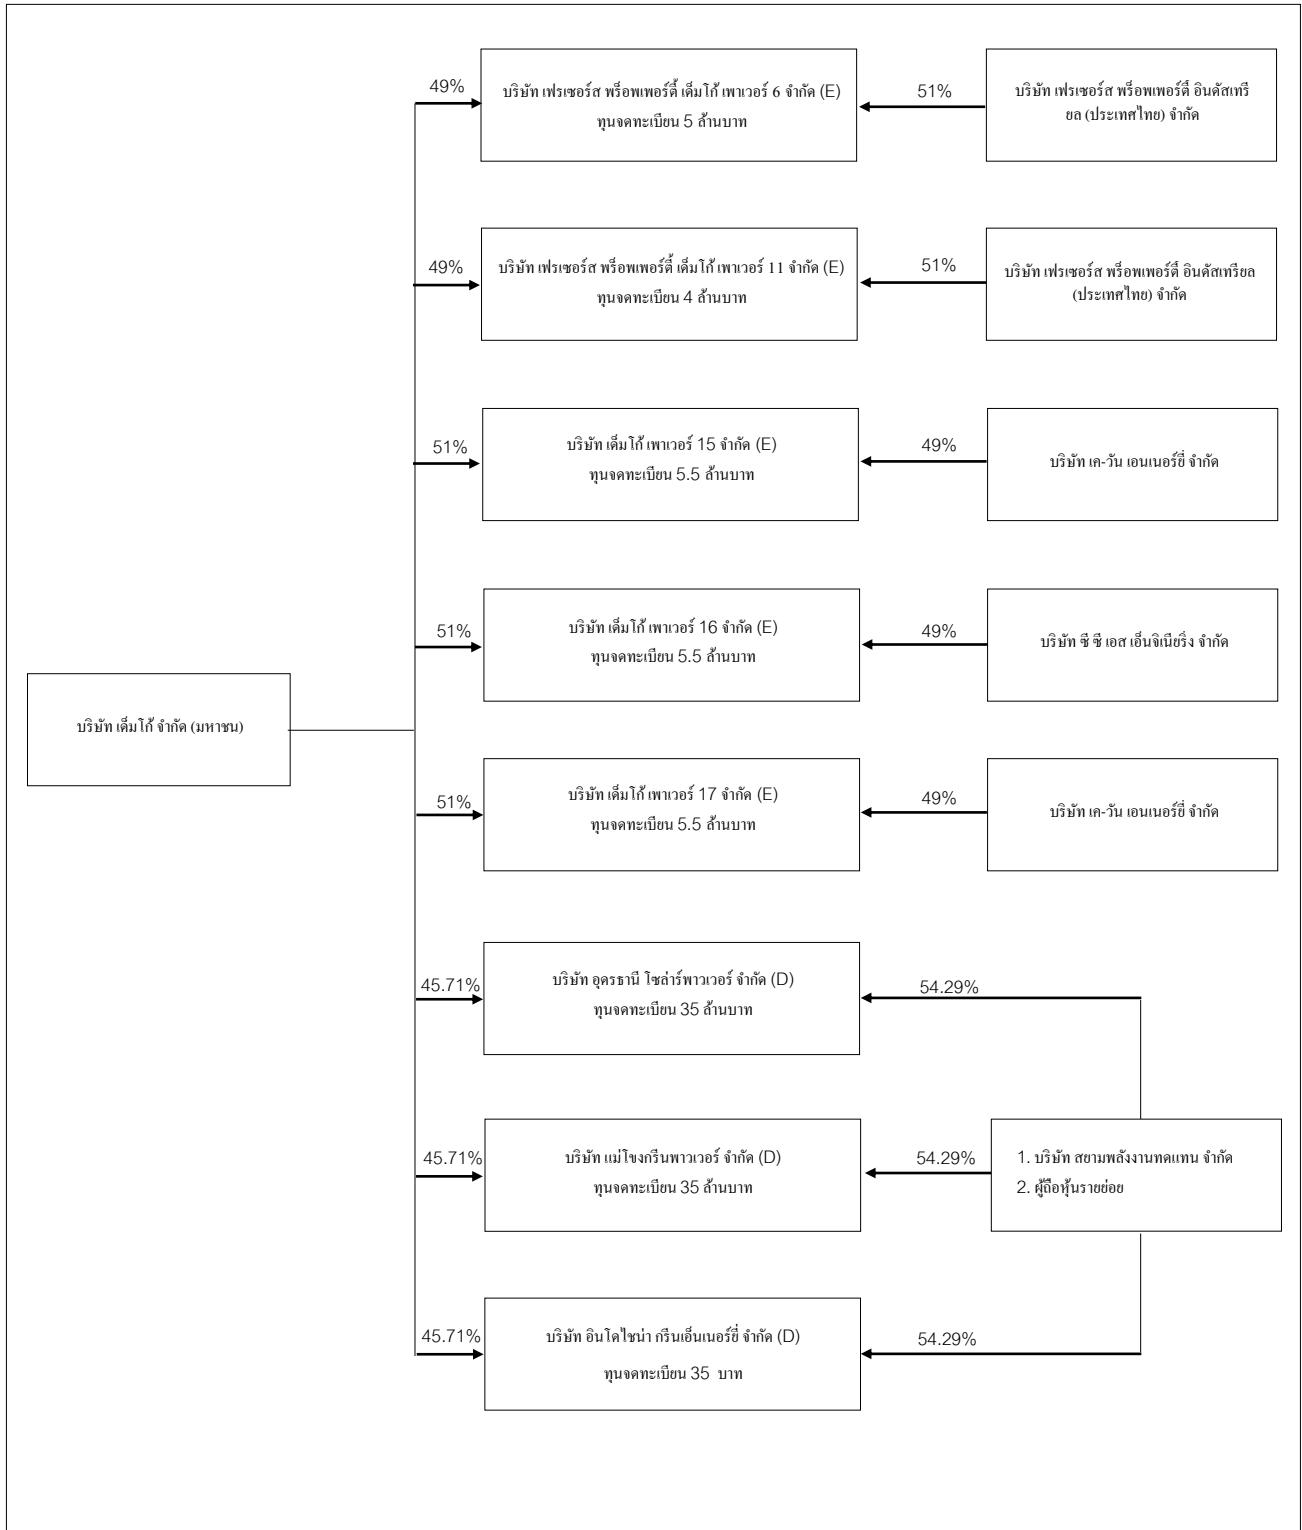 49%
บริษัท เฟรเซอร์ส พร็อพเพอร์ตี้ เด็มโก้ เพาเวอร์ 6 จำกัด (E)
ทุนจดทะเบียน 5 ล้านบาท
51%
บริษัท เฟรเซอร์ส พร็อพเพอร์ตี้ อินดัสเทรี
ยล (ประเทศไทย) จำกัด
49%
บริษัท เฟรเซอร์ส พร็อพเพอร์ตี้ เด็มโก้ เพาเวอร์ 11 จำกัด (E)
ทุนจดทะเบียน 4 ล้านบาท
51%
บริษัท เฟรเซอร์ส พร็อพเพอร์ตี้ อินดัสเทรียล
(ประเทศไทย) จำกัด
51%
บริษัท เด็มโก้ เพาเวอร์ 15 จำกัด (E)
ทุนจดทะเบียน 5.5 ล้านบาท
49%
บริษัท เค-วัน เอนเนอร์ยี่ จำกัด
51%
บริษัท เด็มโก้ เพาเวอร์ 16 จำกัด (E)
ทุนจดทะเบียน 5.5 ล้านบาท
49%
บริษัท ซี ซี เอส เอ็นจิเนียริ่ง จำกัด
บริษัท เด็มโก้ จำกัด (มหาชน)
51%
บริษัท เด็มโก้ เพาเวอร์ 17 จำกัด (E)
ทุนจดทะเบียน 5.5 ล้านบาท
49%
บริษัท เค-วัน เอนเนอร์ยี่ จำกัด
45.71%
บริษัท อุดรธานี โซล่าร์พาวเวอร์ จำกัด (D)
ทุนจดทะเบียน 35 ล้านบาท
54.29%
45.71%
บริษัท แม่โขงกรีนพาวเวอร์ จำกัด (D)
ทุนจดทะเบียน 35 ล้านบาท
54.29%
1. บริษัท สยามพลังงานทดแทน จำกัด
2. ผู้ถือหุ้นรายย่อย
45.71%
บริษัท อินโดไชน่า กรีนเอ็นเนอร์ยี่ จำกัด (D)
ทุนจดทะเบียน 35 บาท
54.29%